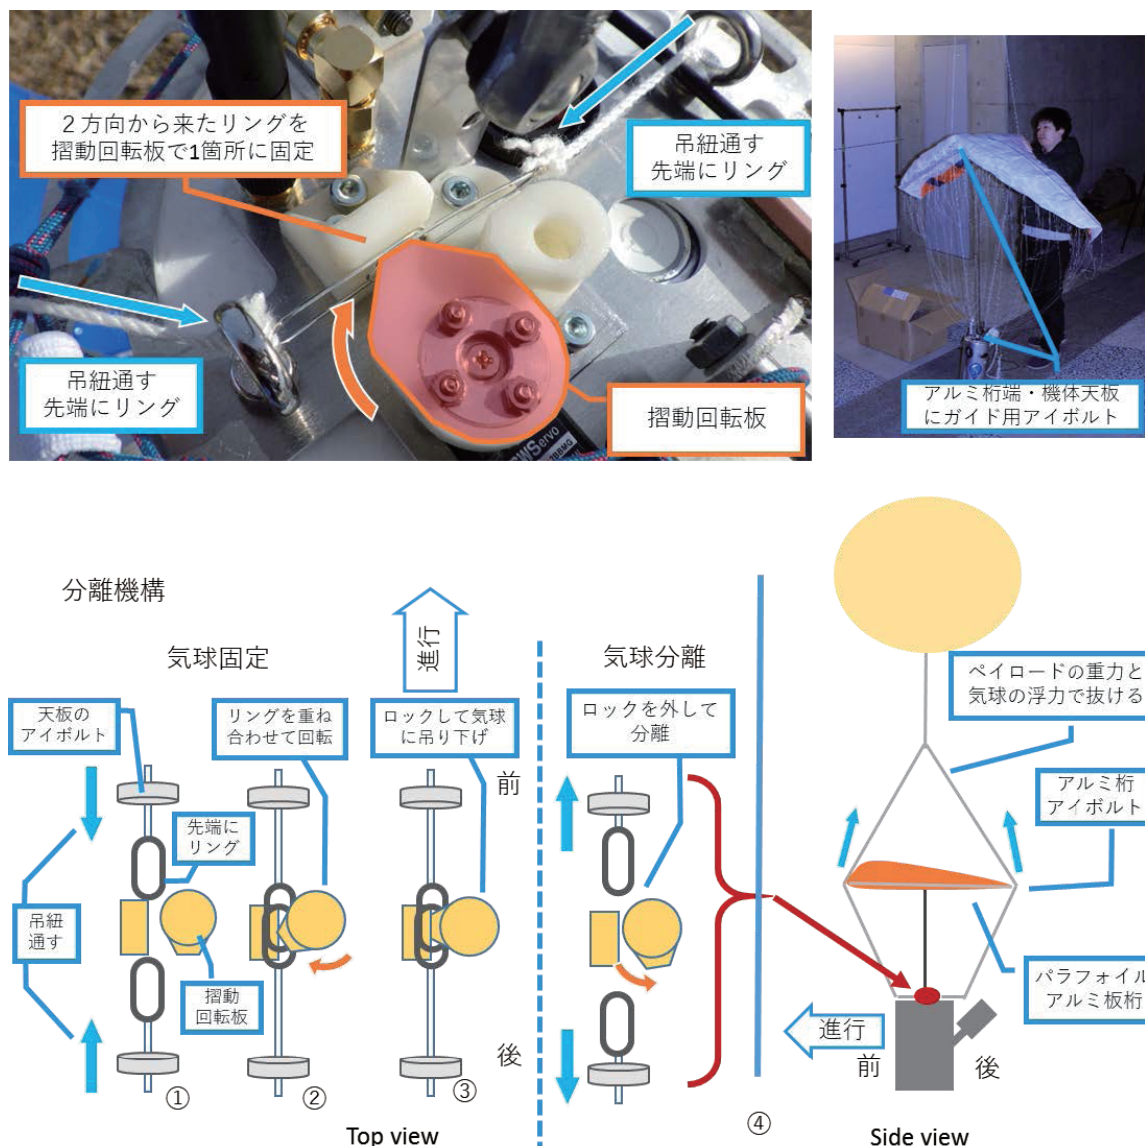 2方向から来たリングを
摺動回転板で1箇所に固定
吊紐通す
先端にリング
吊紐通す
先端にリング
摺動回転板
WServo
アルミ桁端・機体天板
にガイド用アイボルト
分離機構
気球固定
進行
気球分離
天板の
アイボルト
リングを重ね
合わせて回転
ロックして気球
に吊り下げ
ロックを外して
分離
ペイロードの重力と
気球の浮力で抜ける
前
アルミ桁
アイボルト
先端に
リング
吊紐
通す
摺動
回転板
パラフォイル
アルミ板桁
進行
前
後
後
①
②
③
④
Top view
Side view